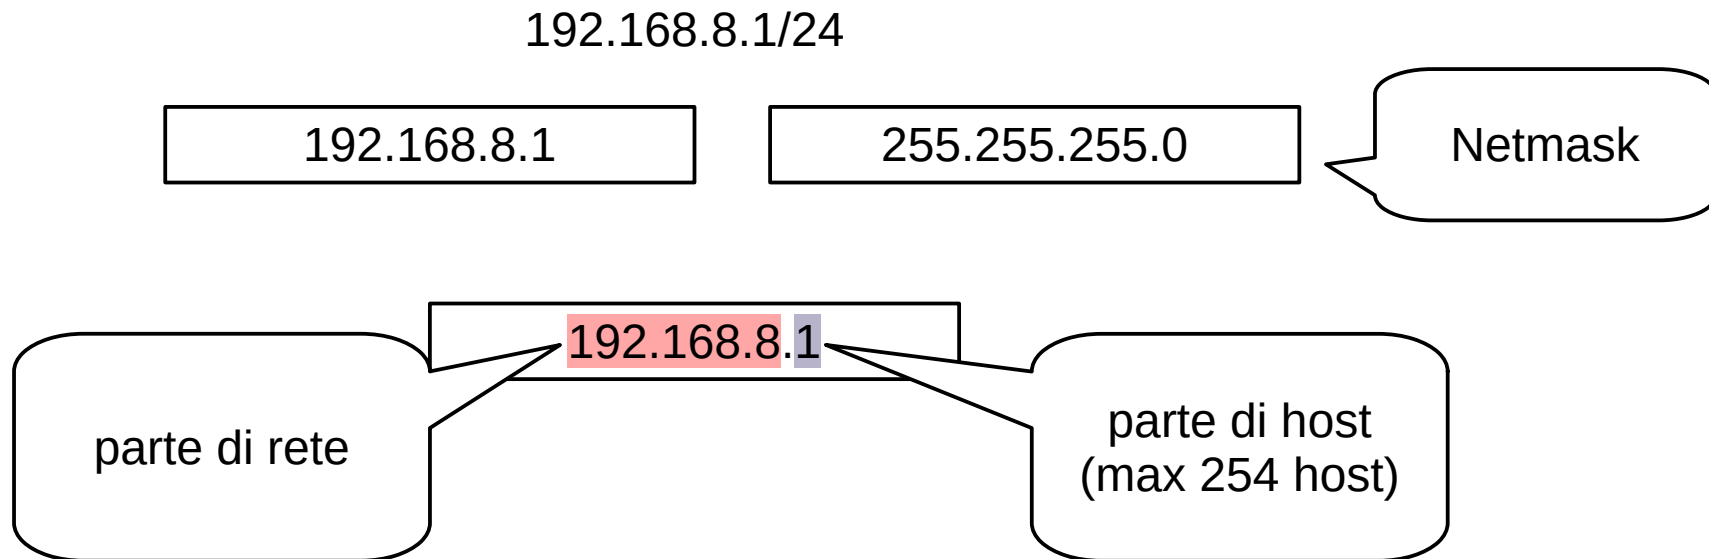 192.168.8.1/24
192.168.8.1
255.255.255.0
Netmask
192.168.8.1
parte di rete
parte di host
(max 254 host)